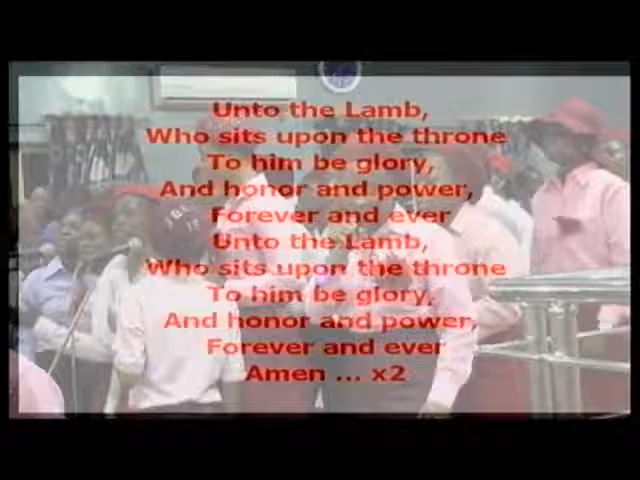 Unto the Lamb,
Who sits upon the throne
To him be glory,
And honor and power,
Forever and ever
Unto the Lamb,
Who sits upon the throne
To him be glory,
And honor and power,
Forever and ever
Amen ... x2